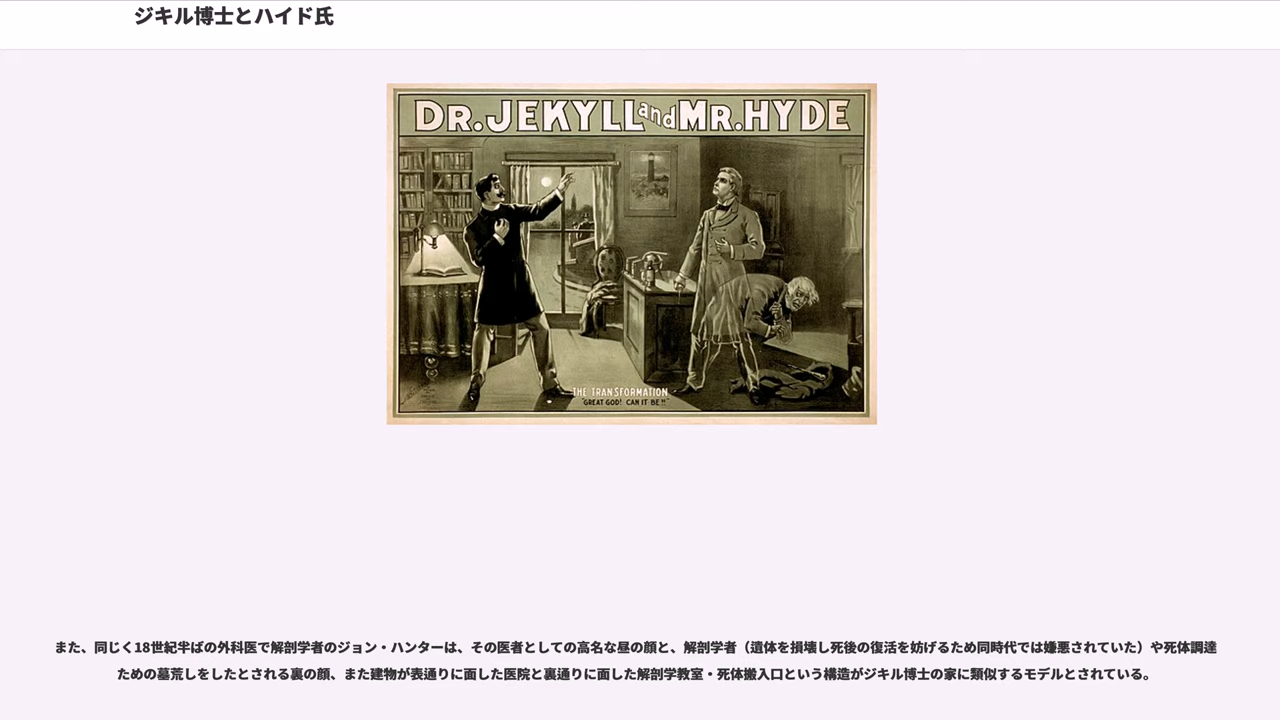 ジキル博士とハイド氏
DR. JEKYLL and MR. HYDE
THE TRANSFORMATION
"GREAT GOD! CAN IT BE!!"
また、同じく18世紀半ばの外科医で解剖学者のジョン・ハンターは、その医者としての高名な昼の顔と、解剖学者（遺体を損壊し死後の復活を妨げるため同時代では嫌悪されていた）や死体調達
ための墓荒しをしたとされる裏の顔、また建物が表通りに面した医院と裏通りに面した解剖学教室・死体搬入口という構造がジキル博士の家に類似するモデルとされている。